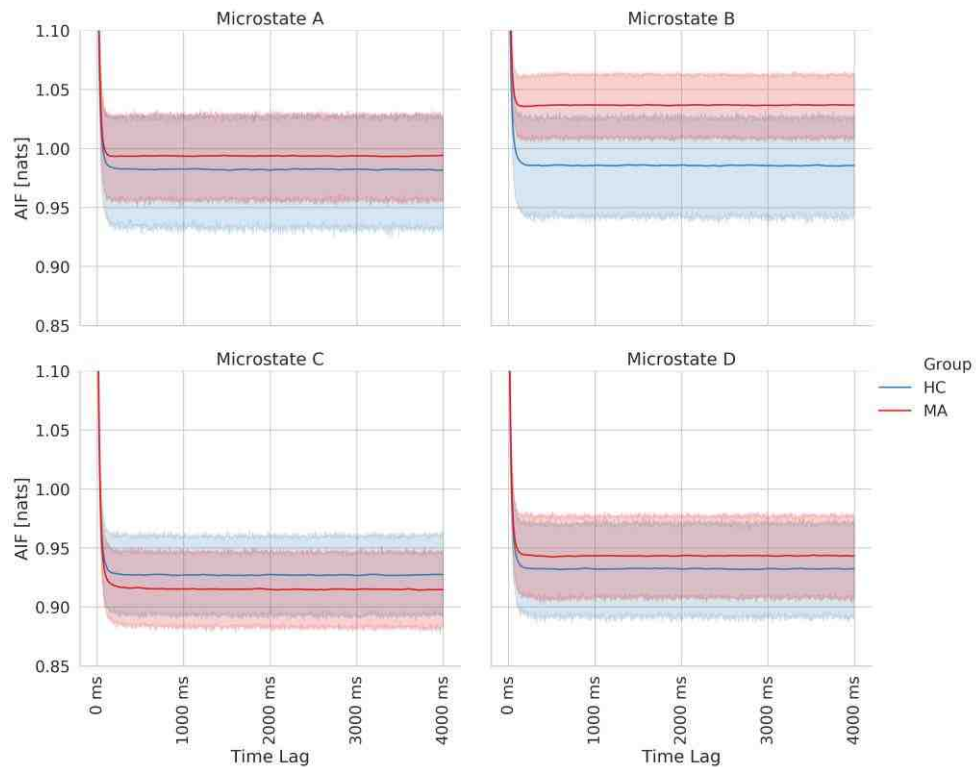 Microstate A
Microstate B
1.10
1.05
1.00
0.95
0.90
0.85
AIF [nats]
Microstate C
Microstate D
1.10
1.05
1.00
0.95
0.90
0.85
AIF [nats]
Group
HC
MA
0 ms
1000 ms
2000 ms
3000 ms
4000 ms
0 ms
1000 ms
2000 ms
3000 ms
4000 ms
Time Lag
Time Lag